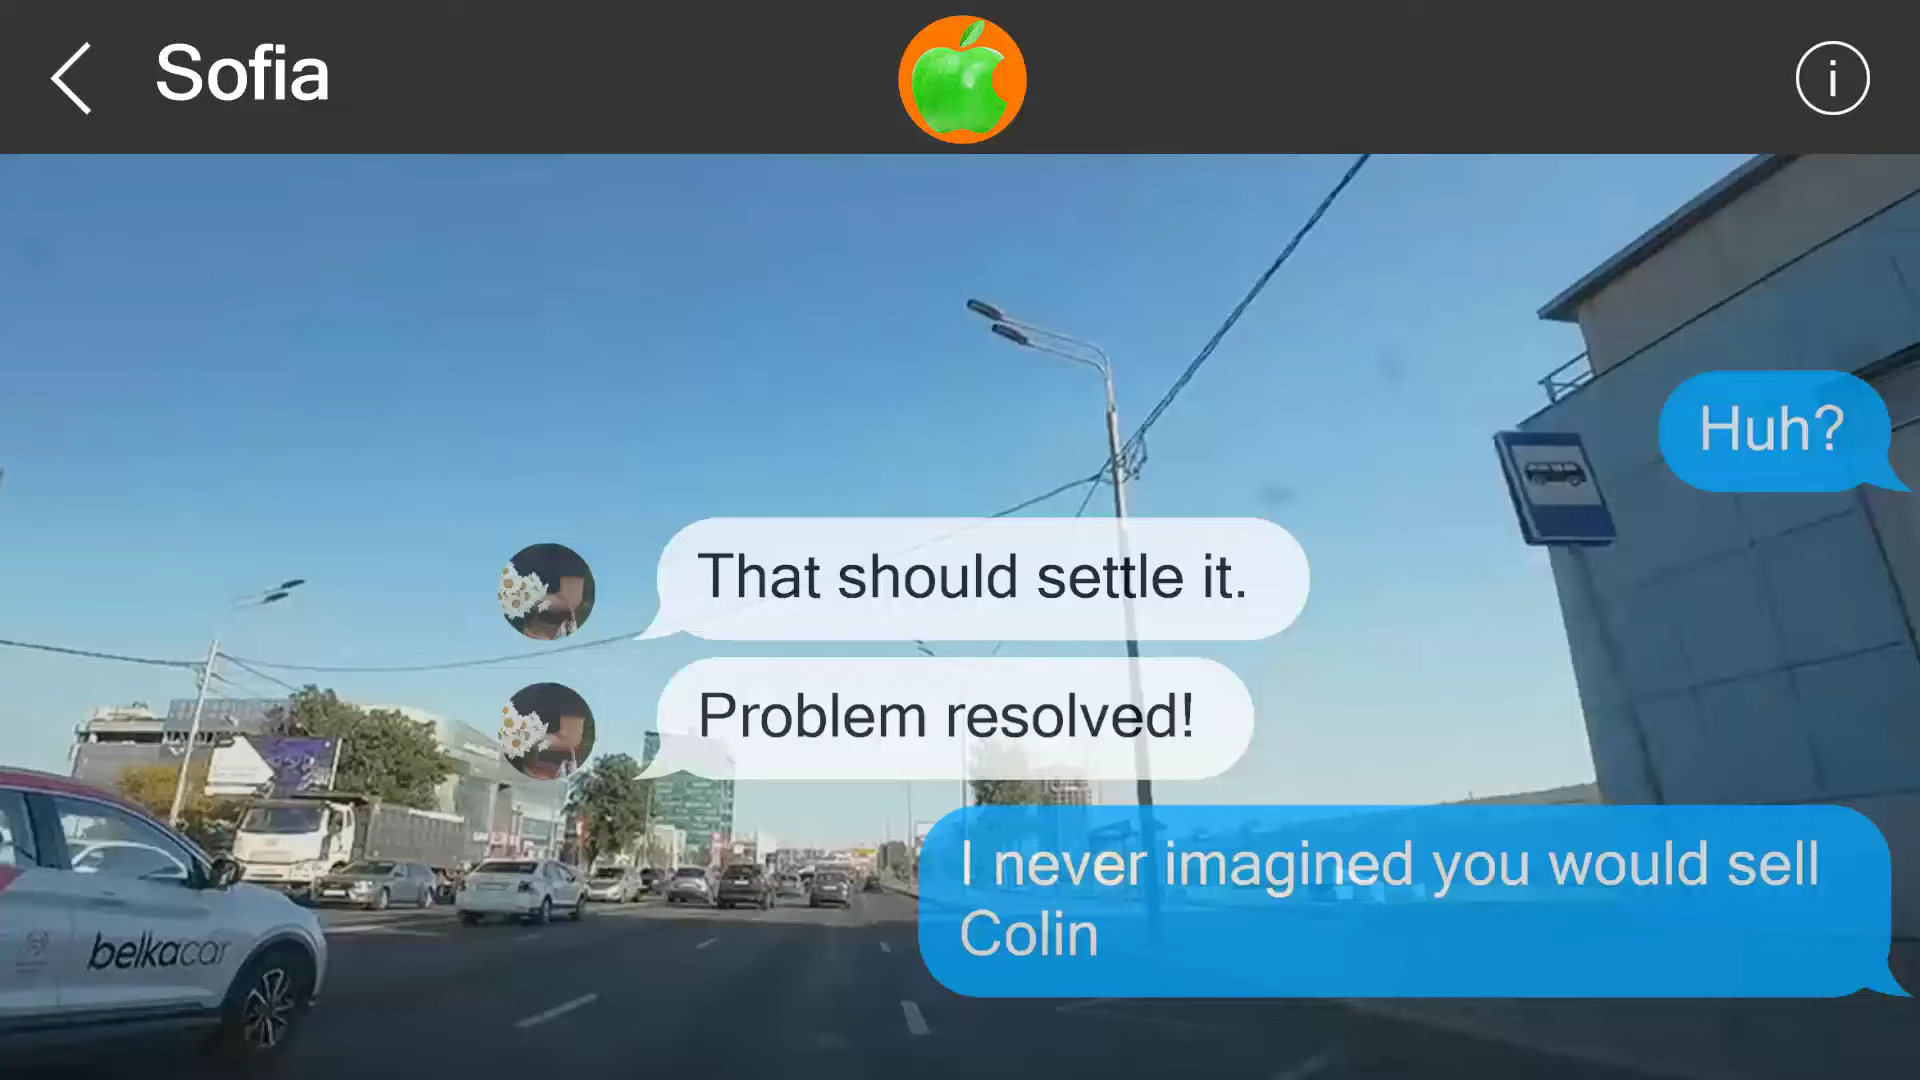 Sofia
Huh?
That should settle it.
Problem resolved!
I never imagined you would sell
Colin
belkacar